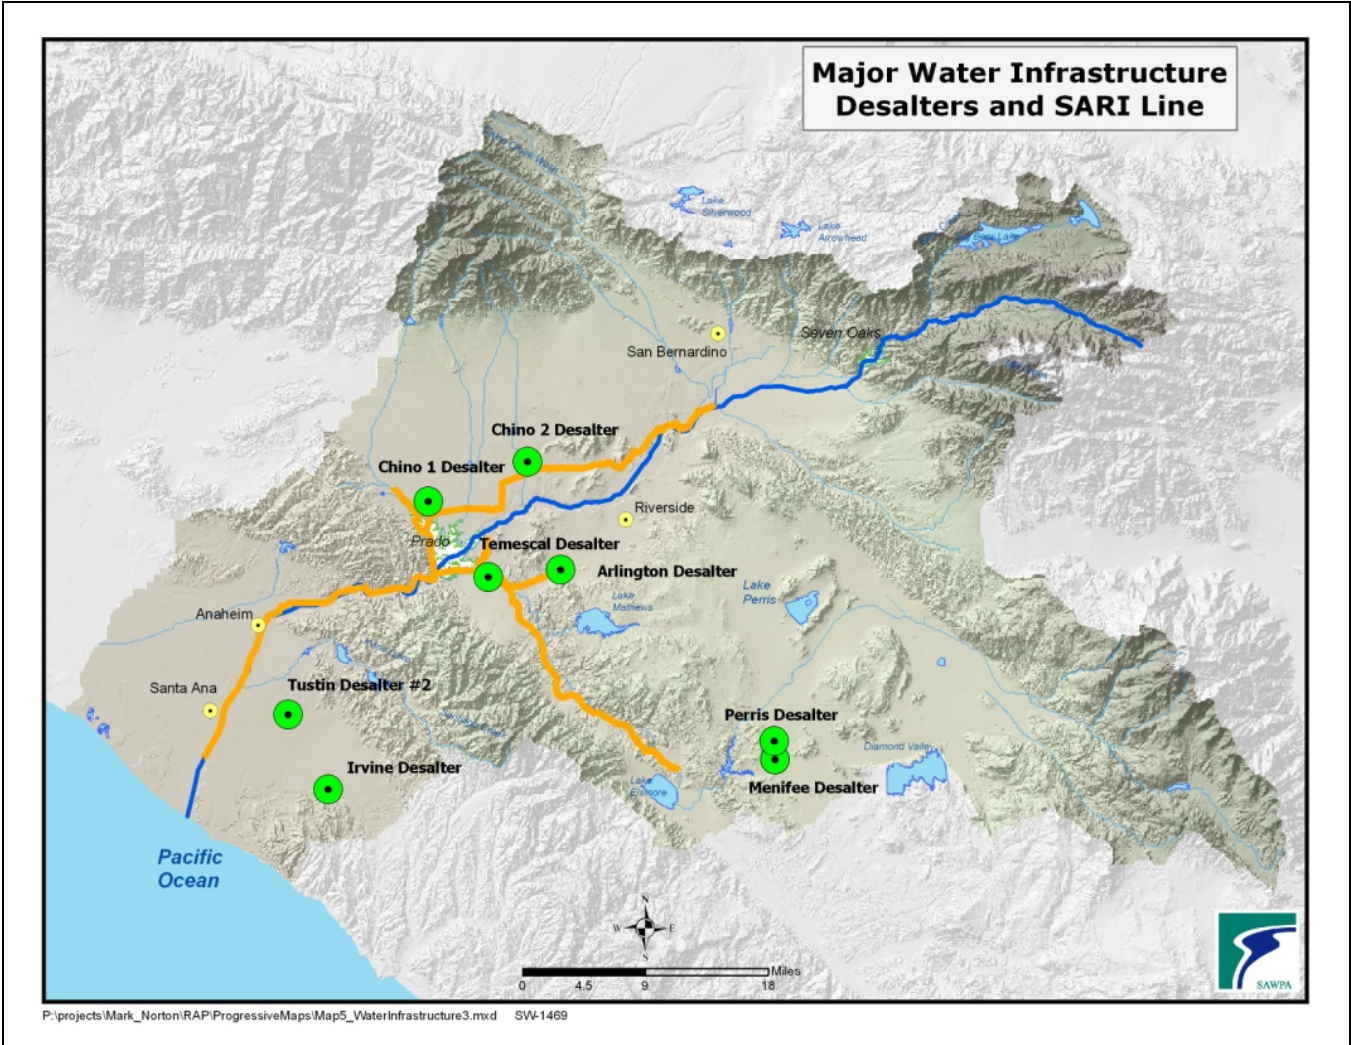 Major Water Infrastructure
Desalters and SARI Line
Lake
Silverwood
Lake
Arrowhead
Seven Oaks
San Bernardino
Chino 2 Desalter
Chino 1 Desalter
Riverside
Prado
Temescal Desalter
Arlington Desalter
Lake
Mathews
Lake
Perris
Anaheim
Santa Ana
Tustin Desalter #2
Perris Desalter
Diamond Valley
Irvine Desalter
Menifee Desalter
Lake
Elsinore
Pacific
Ocean
N
W E
S
Miles
0 4.5 9 18
SAWPA
P:\projects\Mark_Norton\RAP\ProgressiveMaps\Map5_WaterInfrastructure3.mxd SW-1469